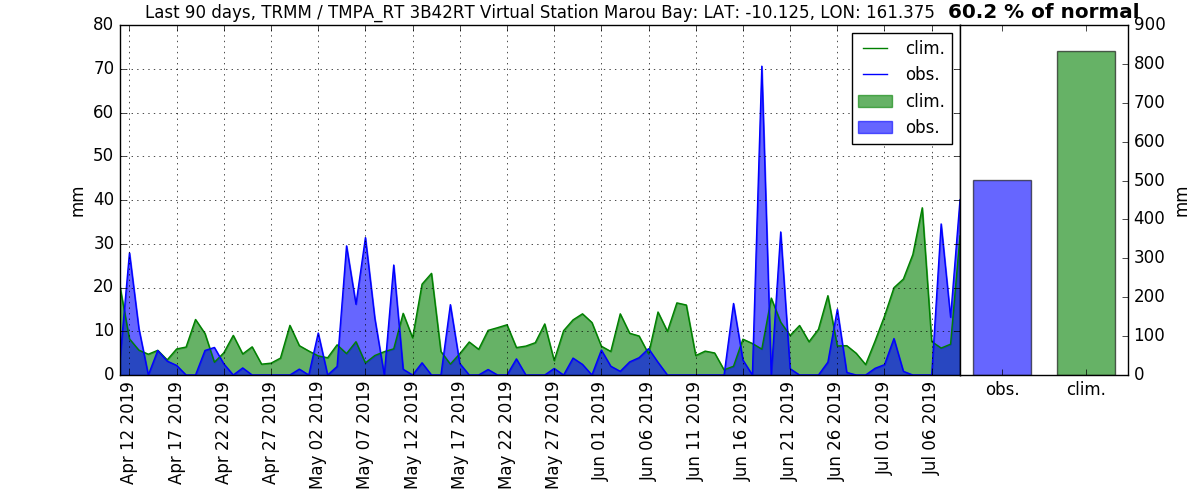 Last 90 days, TRMM / TMPA_RT 3B42RT Virtual Station Marou Bay: LAT: -10.125, LON: 161.375 60.2 % of normal
80
70
60
50
40
30
20
10
0
mm
clim.
obs.
clim.
obs.
900
800
700
600
500
400
300
200
100
0
mm
Apr 12 2019
Apr 17 2019
Apr 22 2019
Apr 27 2019
May 02 2019
May 07 2019
May 12 2019
May 17 2019
May 22 2019
May 27 2019
Jun 01 2019
Jun 06 2019
Jun 11 2019
Jun 16 2019
Jun 21 2019
Jun 26 2019
Jul 01 2019
Jul 06 2019
obs.
clim.